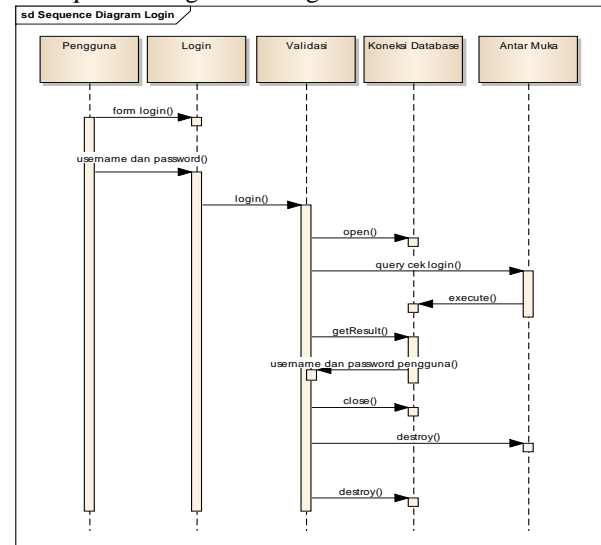 sd Sequence Diagram Login
Pengguna
Login
Validasi
Koneksi Database
Antar Muka
form login()
username dan password()
login()
open()
query cek login()
execute()
getResult()
username dan password pengguna()
close()
destroy()
destroy()